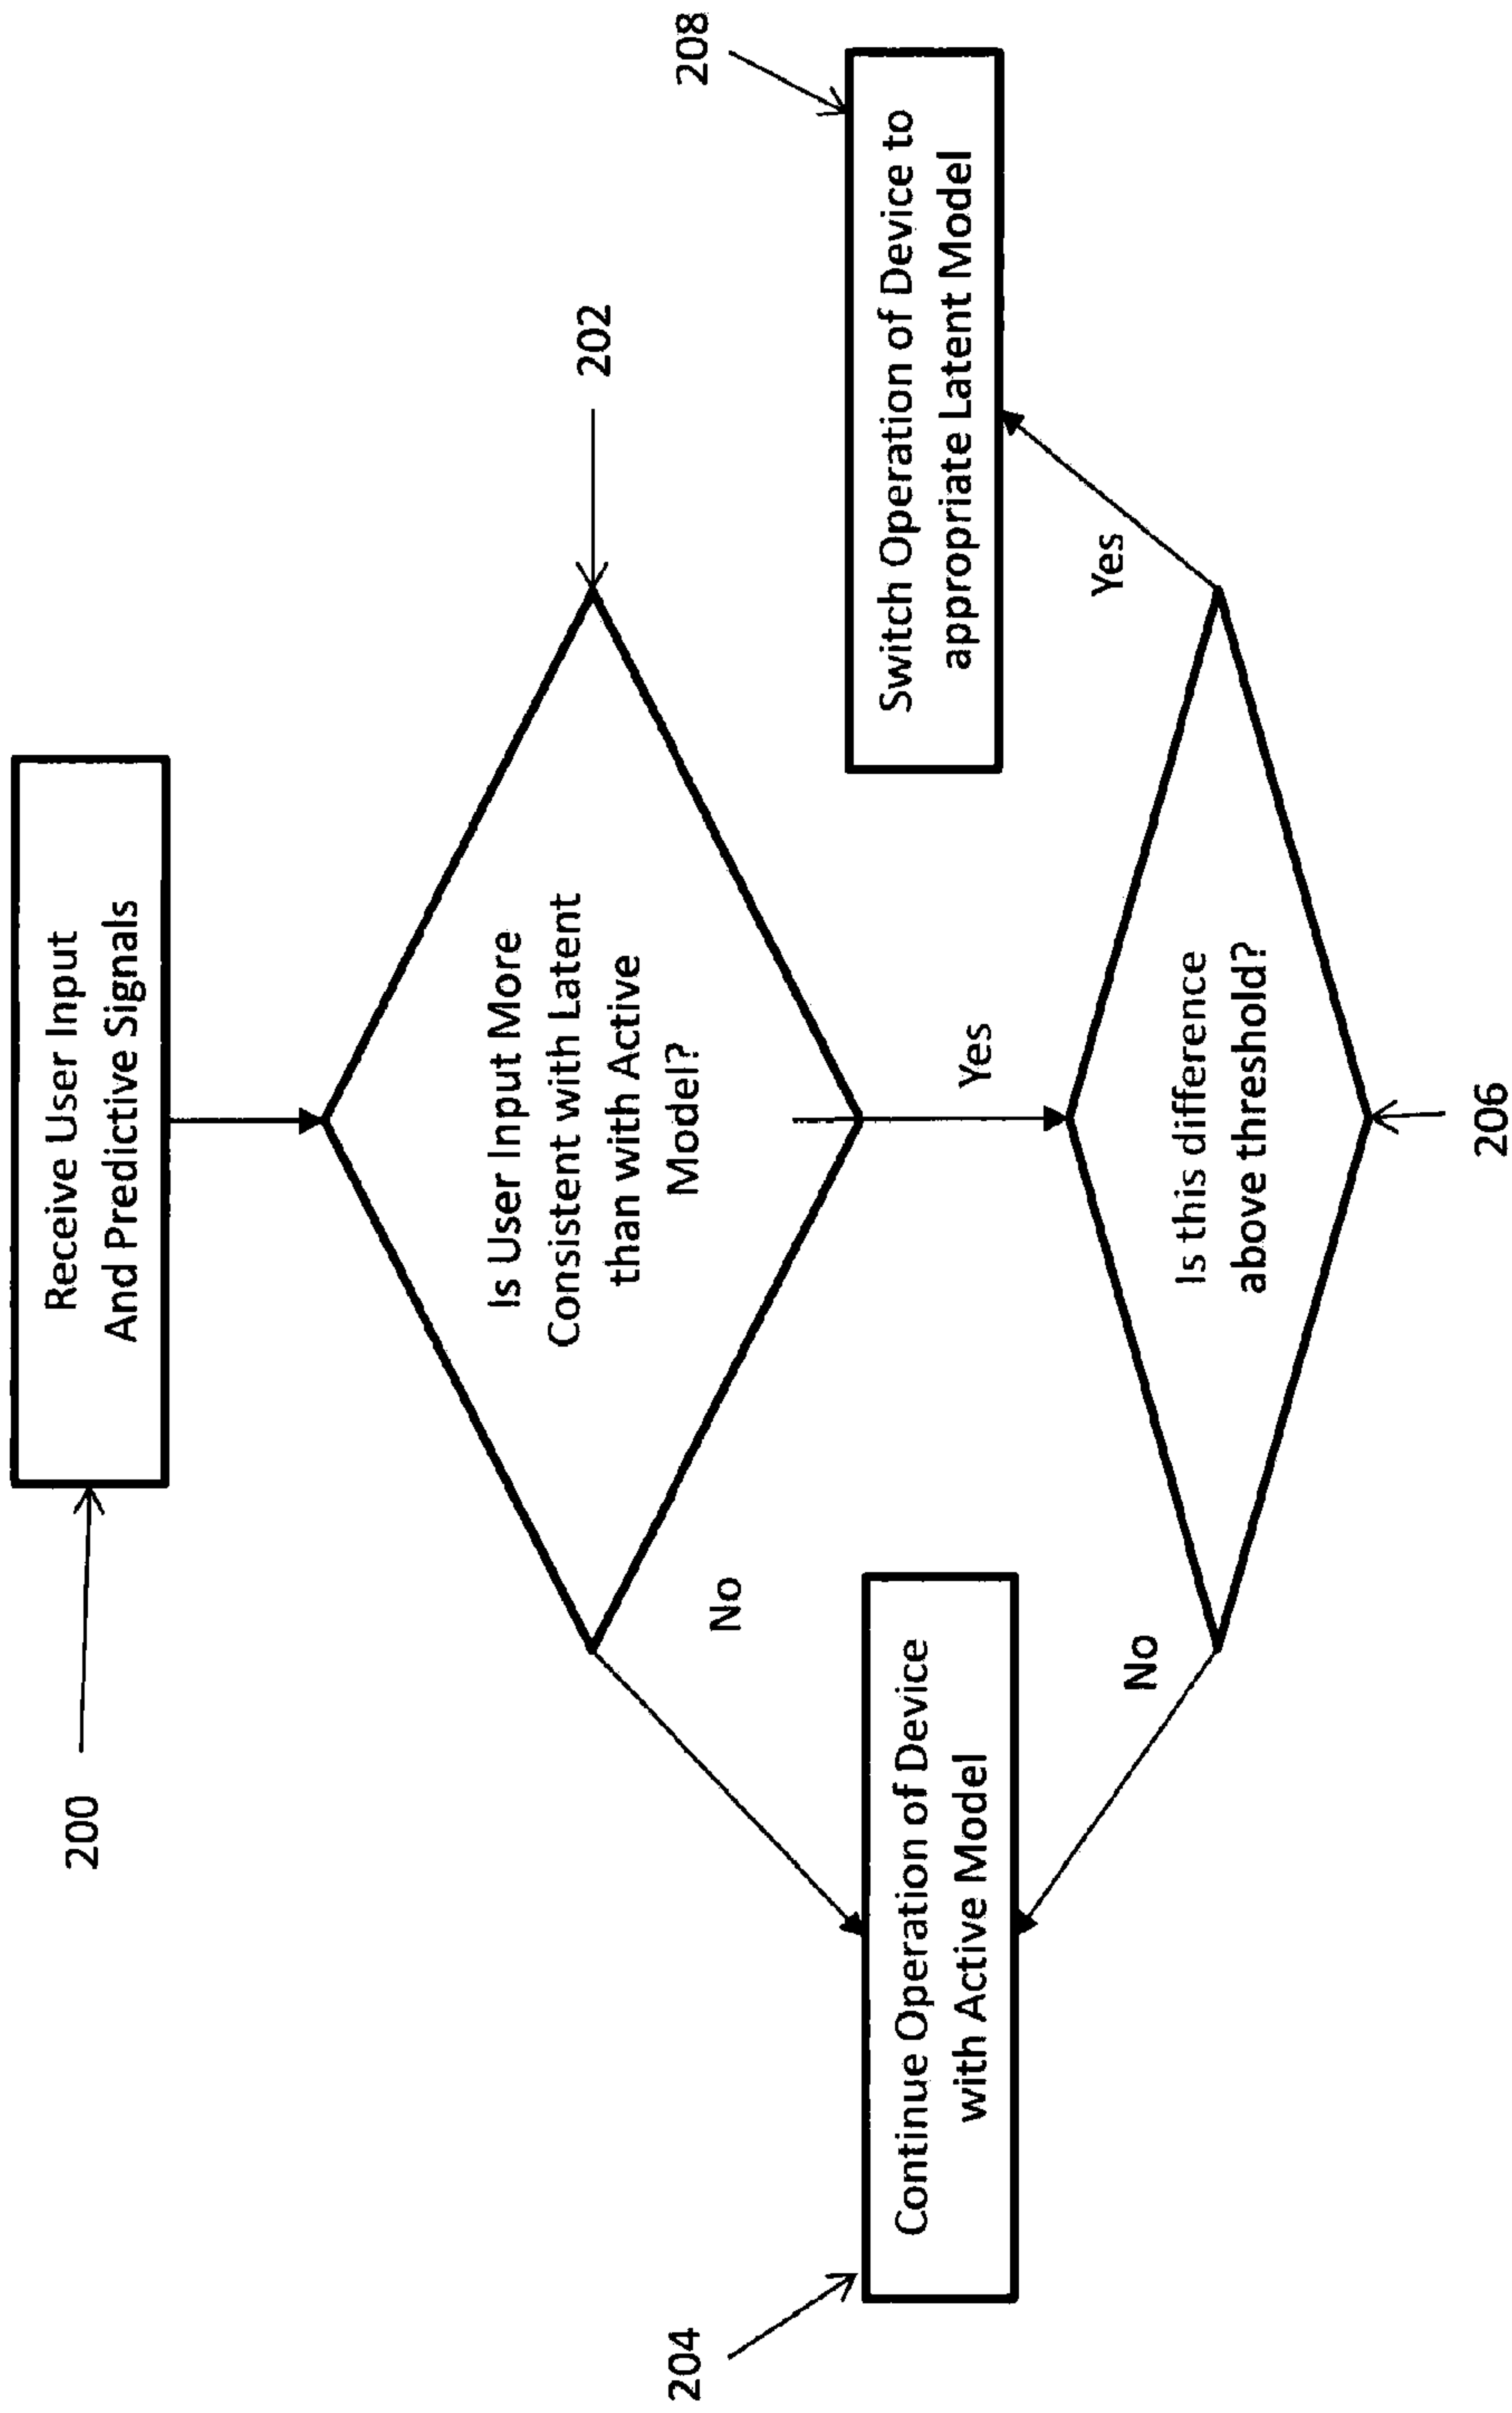 200
Receive User Input
And Predictive Signals
202
Is User Input More
Consistent with Latent
than with Active
Model?
No
Yes
204
Continue Operation of Device
with Active Model
208
Switch Operation of Device to
appropriate Latent Model
No
Yes
Is this difference
above threshold?
206